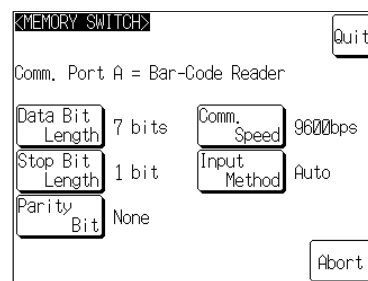 <MEMORY SWITCH>
Quit
Comm. Port A = Bar-Code Reader
Data Bit
Length
7 bits
Comm.
Speed
9600bps
Stop Bit
Length
1 bit
Input
Method
Auto
Parity
Bit
None
Abort